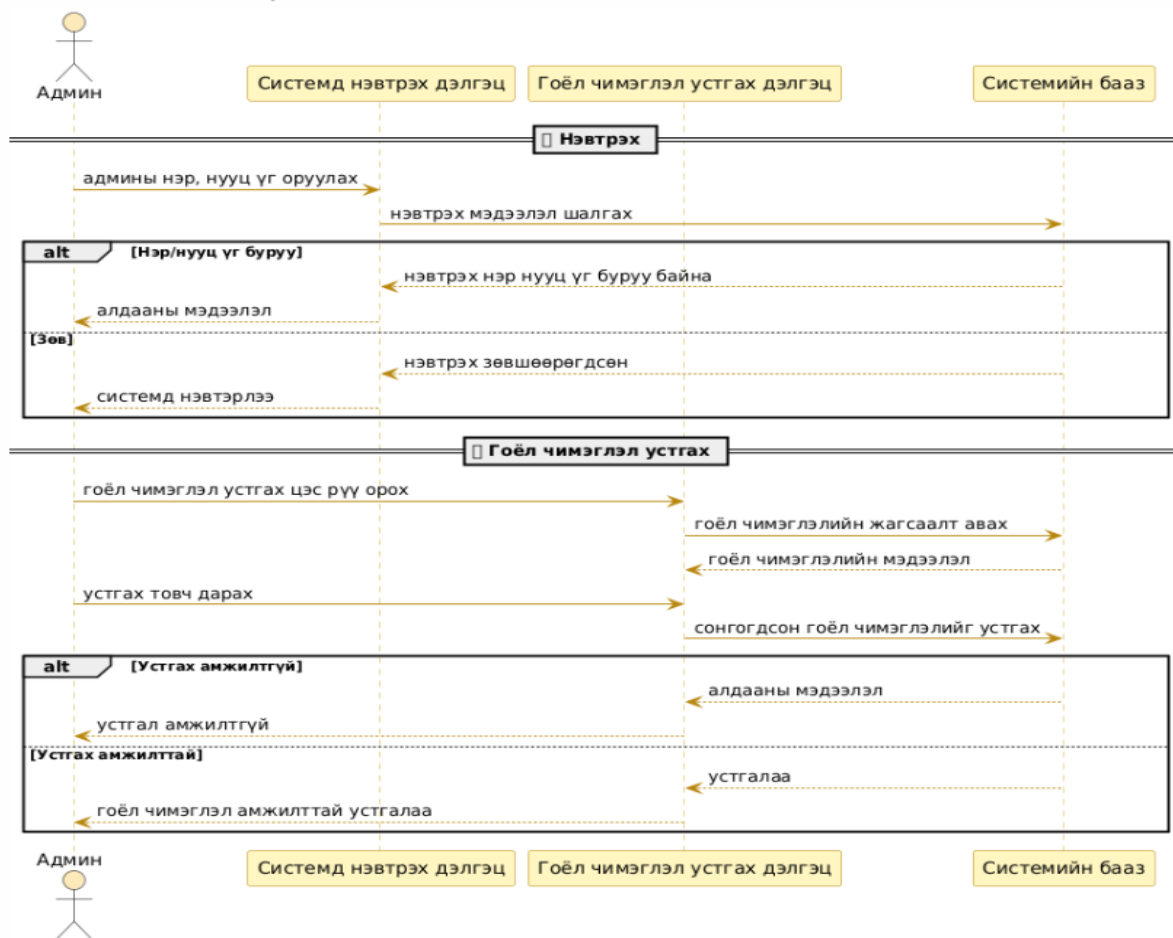 Админ
Системд нэвтрэх дэлгэц
Гоёл чимэглэл устгах дэлгэц
Системийн бааз
Нэвтрэх
админы нэр, нууц үг оруулах
нэвтрэх мэдээлэл шалгах
alt [Нэр/нууц үг буруу]
нэвтрэх нэр нууц үг буруу байна
алдааны мэдээлэл
[Зөв]
нэвтрэх зөвшөөрөгдсөн
системд нэвтэрлээ
Гоёл чимэглэл устгах
гоёл чимэглэл устгах цэс рүү орох
гоёл чимэглэлийн жагсаалт авах
гоёл чимэглэлийн мэдээлэл
устгах товч дарах
сонгогдсон гоёл чимэглэлийг устгах
alt [Устгах амжилтгүй]
алдааны мэдээлэл
устгал амжилтгүй
[Устгах амжилттай]
устгалаа
гоёл чимэглэл амжилттай устгалаа
Админ
Системд нэвтрэх дэлгэц
Гоёл чимэглэл устгах дэлгэц
Системийн бааз